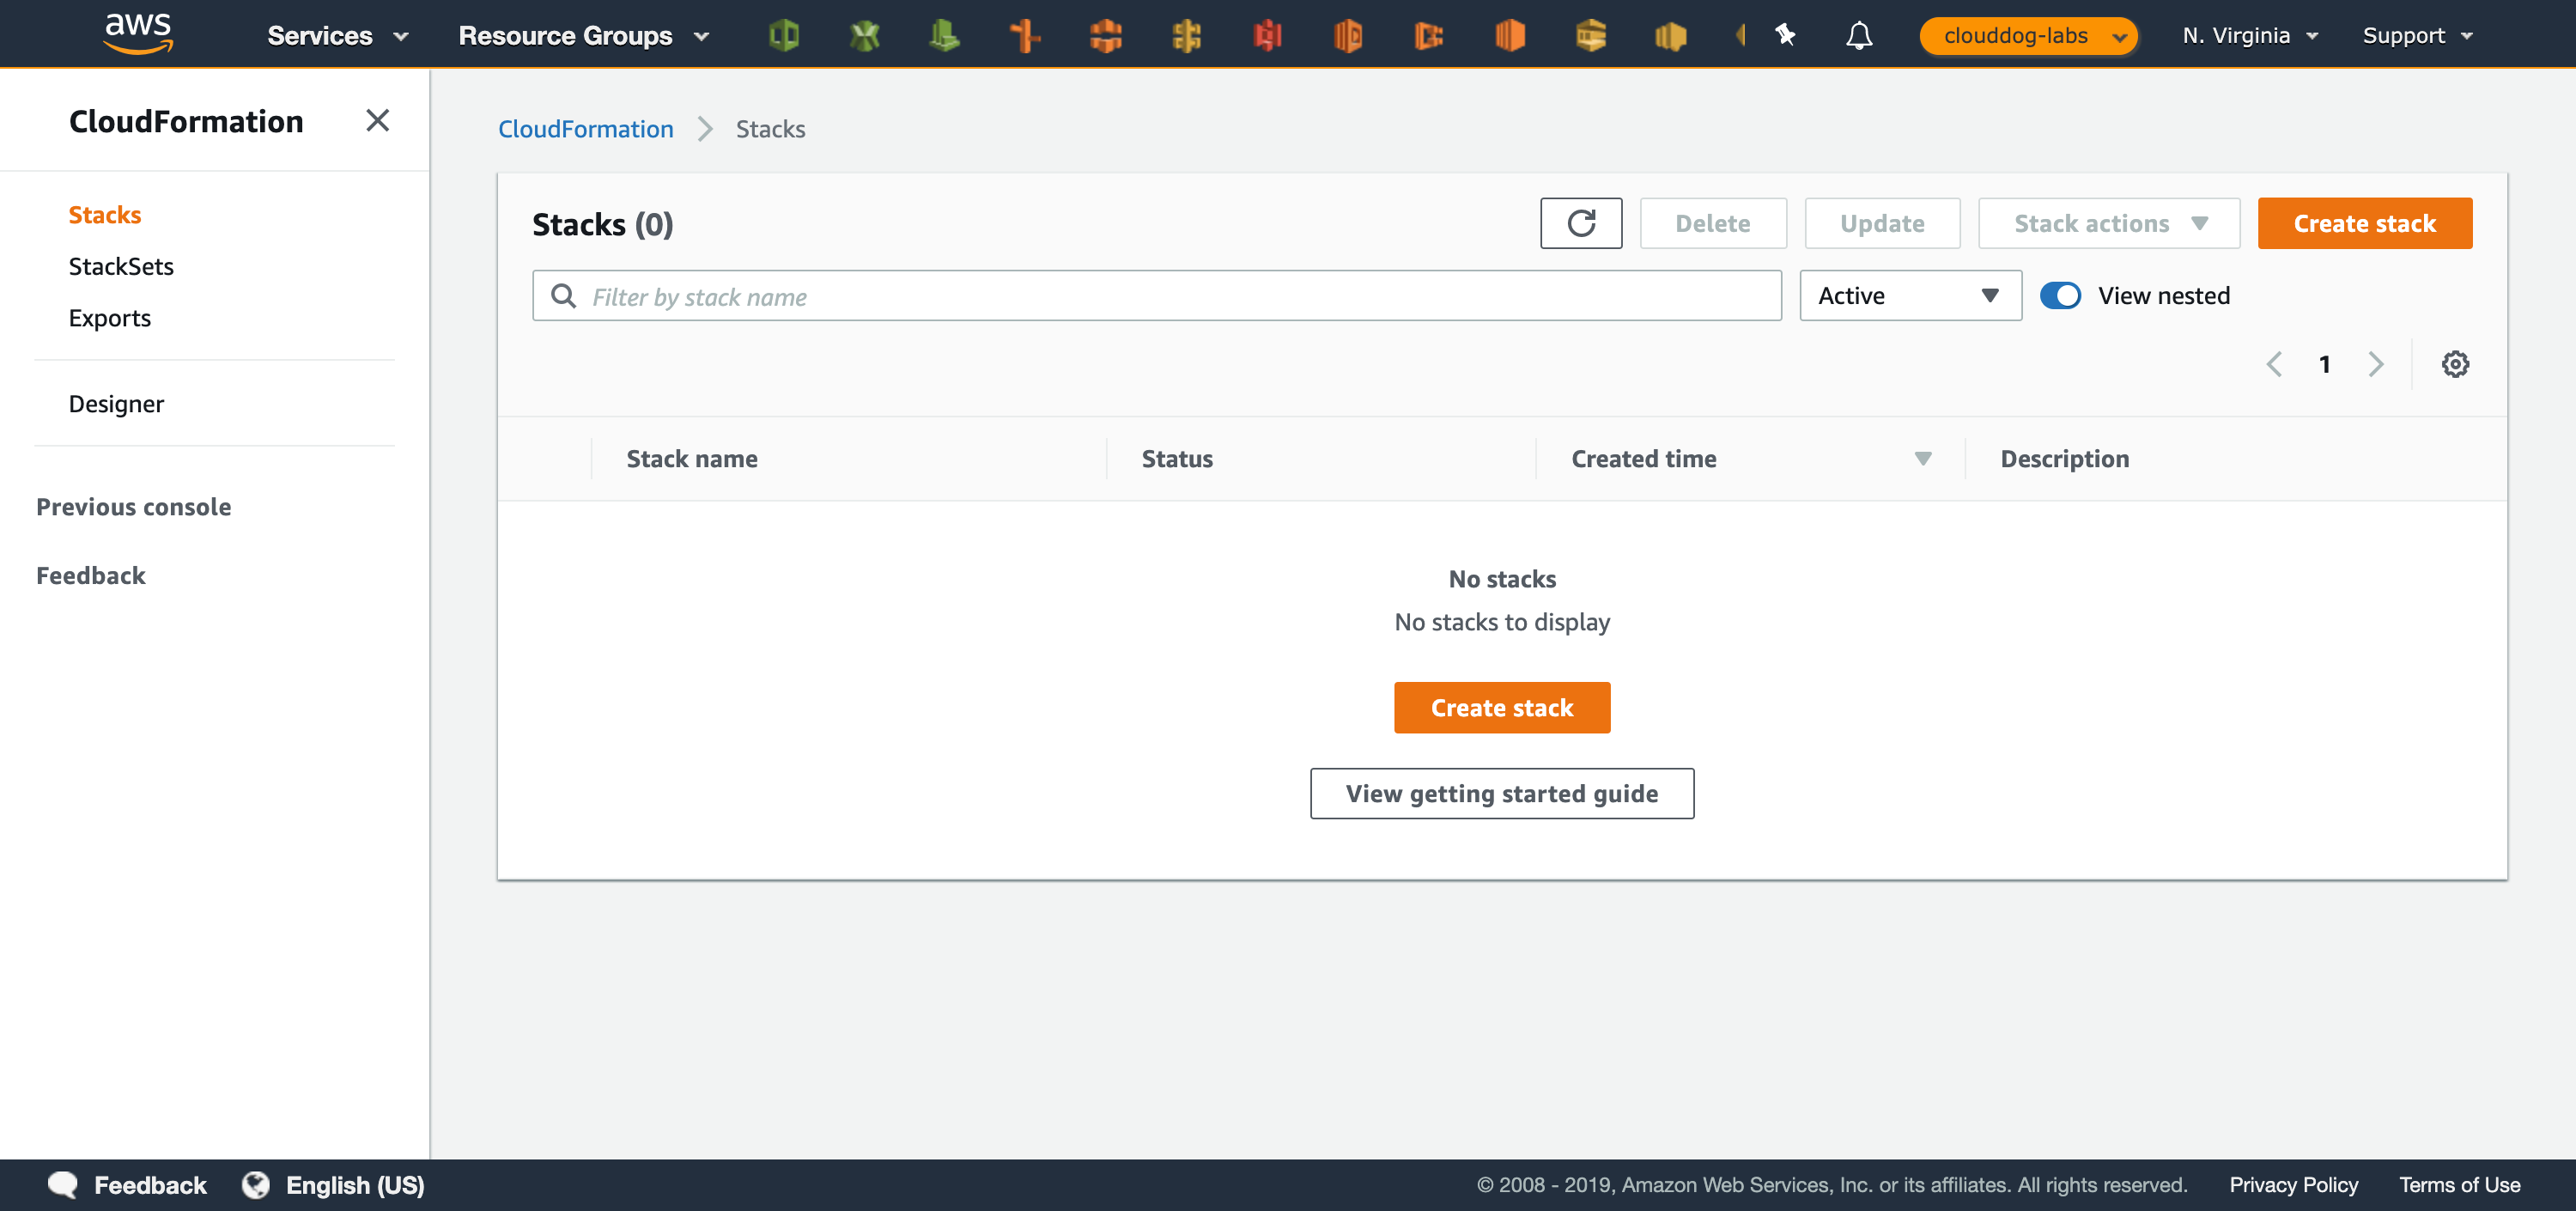 aws Services Resource Groups clouddog-labs N. Virginia Support
CloudFormation
Stacks
StackSets
Exports
Designer
Previous console
Feedback
CloudFormation Stacks
Stacks (0) Delete Update Stack actions Create stack
Filter by stack name Active View nested
1
Stack name Status Created time Description
No stacks
No stacks to display
Create stack
View getting started guide
Feedback English (US) © 2008 - 2019, Amazon Web Services, Inc. or its affiliates. All rights reserved. Privacy Policy Terms of Use